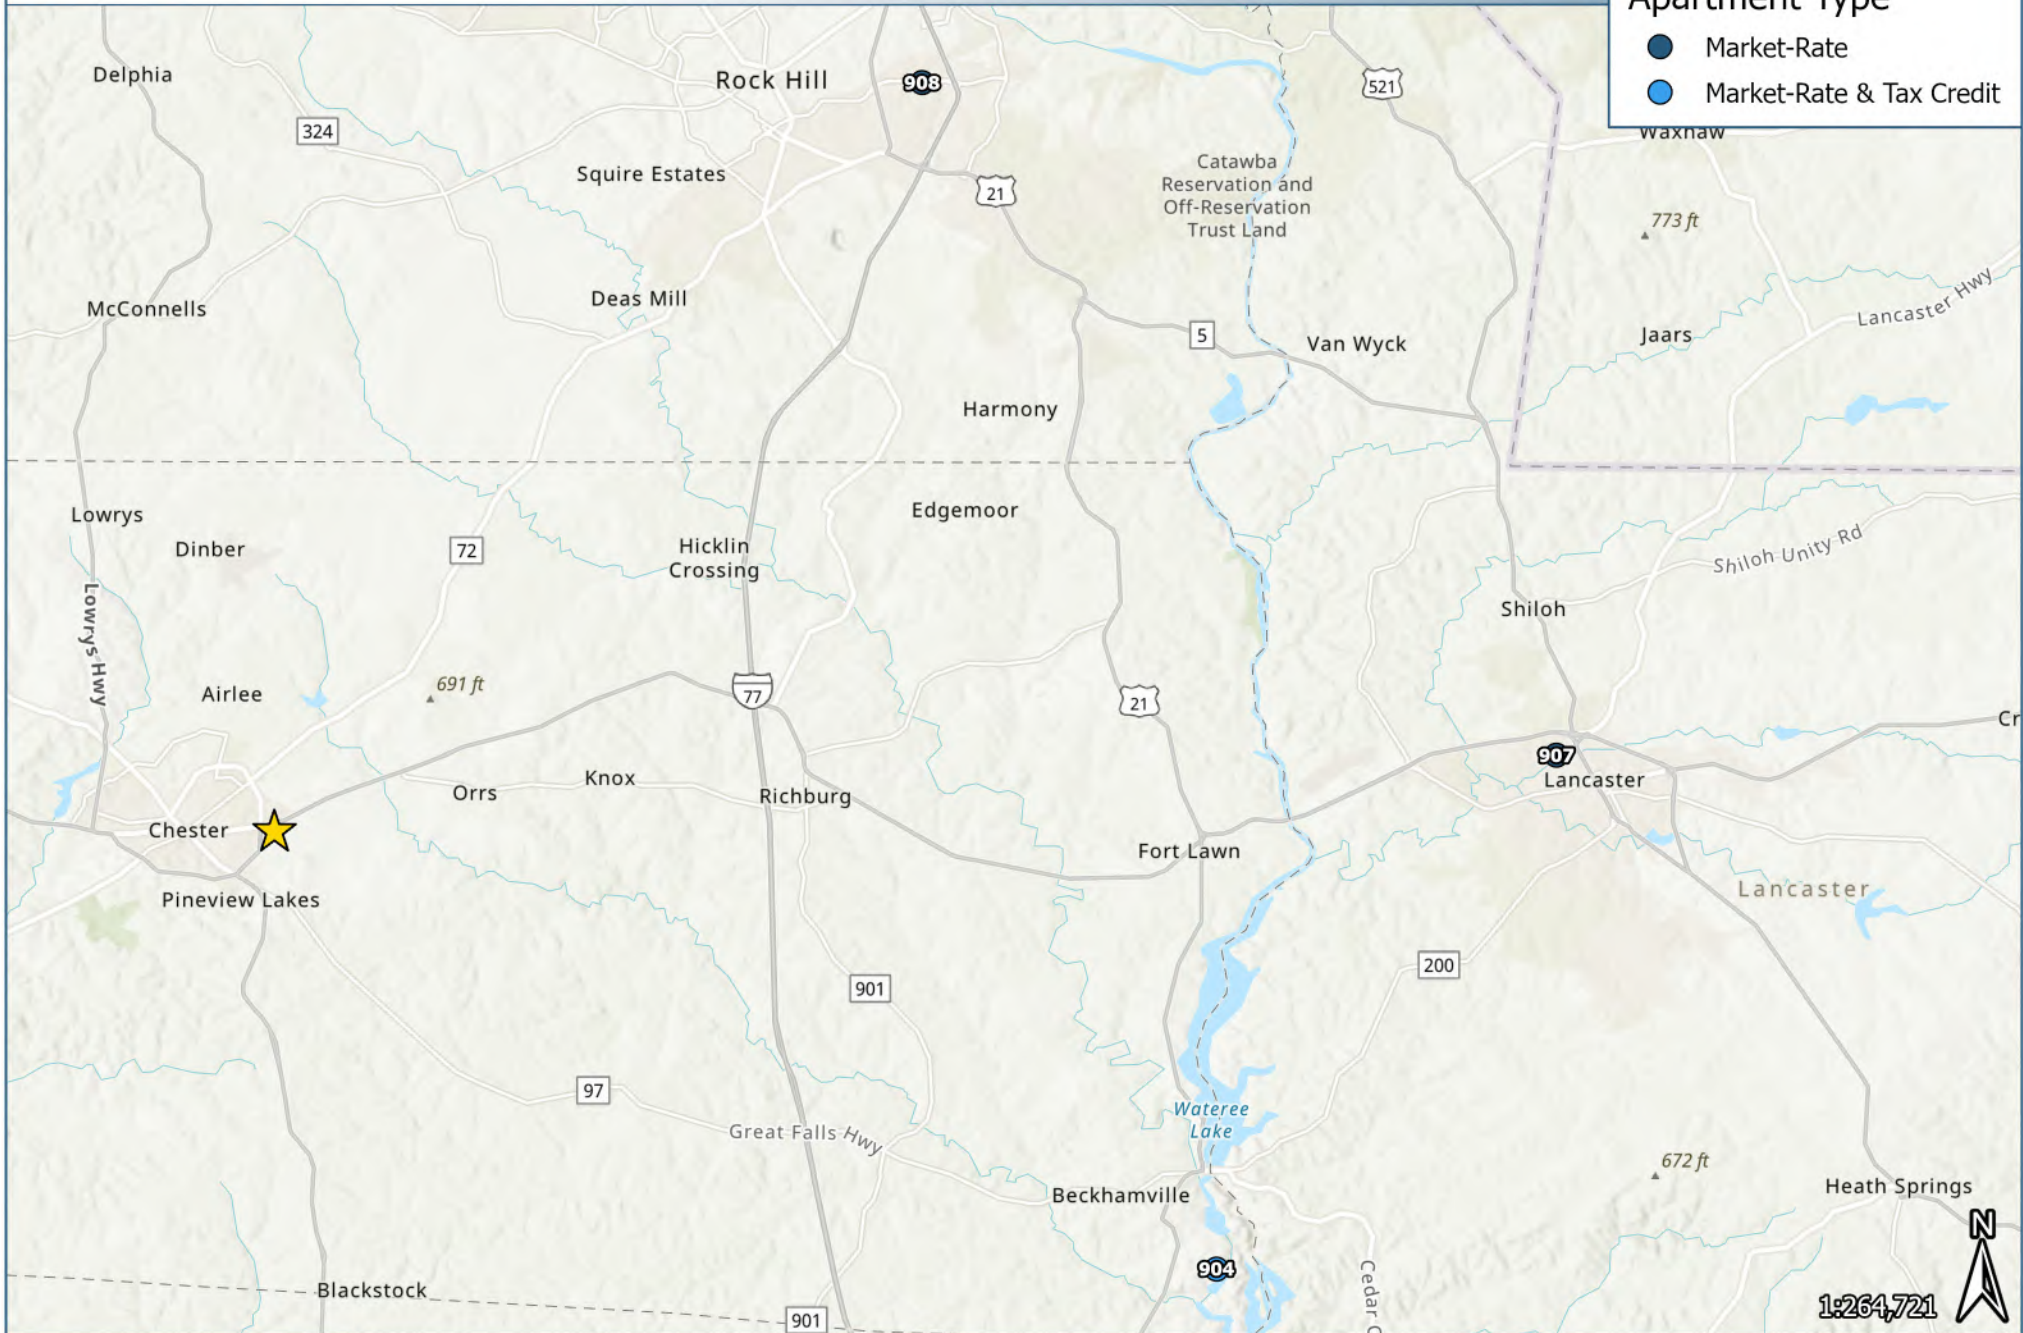 Apartment Type
Market-Rate
Market-Rate & Tax Credit
Delphia
Rock Hill
908
521
324
Waxhaw
Squire Estates
Catawba
Reservation and
Off-Reservation
Trust Land
21
773 ft
McConnells
Deas Mill
Lancaster Hwy
5
Van Wyck
Jaars
Harmony
Lowrys
Edgemoor
Dinber
72
Hicklin
Crossing
Shiloh Unity Rd
Lowrys Hwy
Shiloh
Airlee
691 ft
77
21
Cr
907
Lancaster
Orrs
Knox
Richburg
Chester
Fort Lawn
Pineview Lakes
Lancaster
901
200
97
Great Falls Hwy
Wateree
Lake
Beckhamville
672 ft
Heath Springs
N
904
Cedar C
Blackstock
901
1:264,721